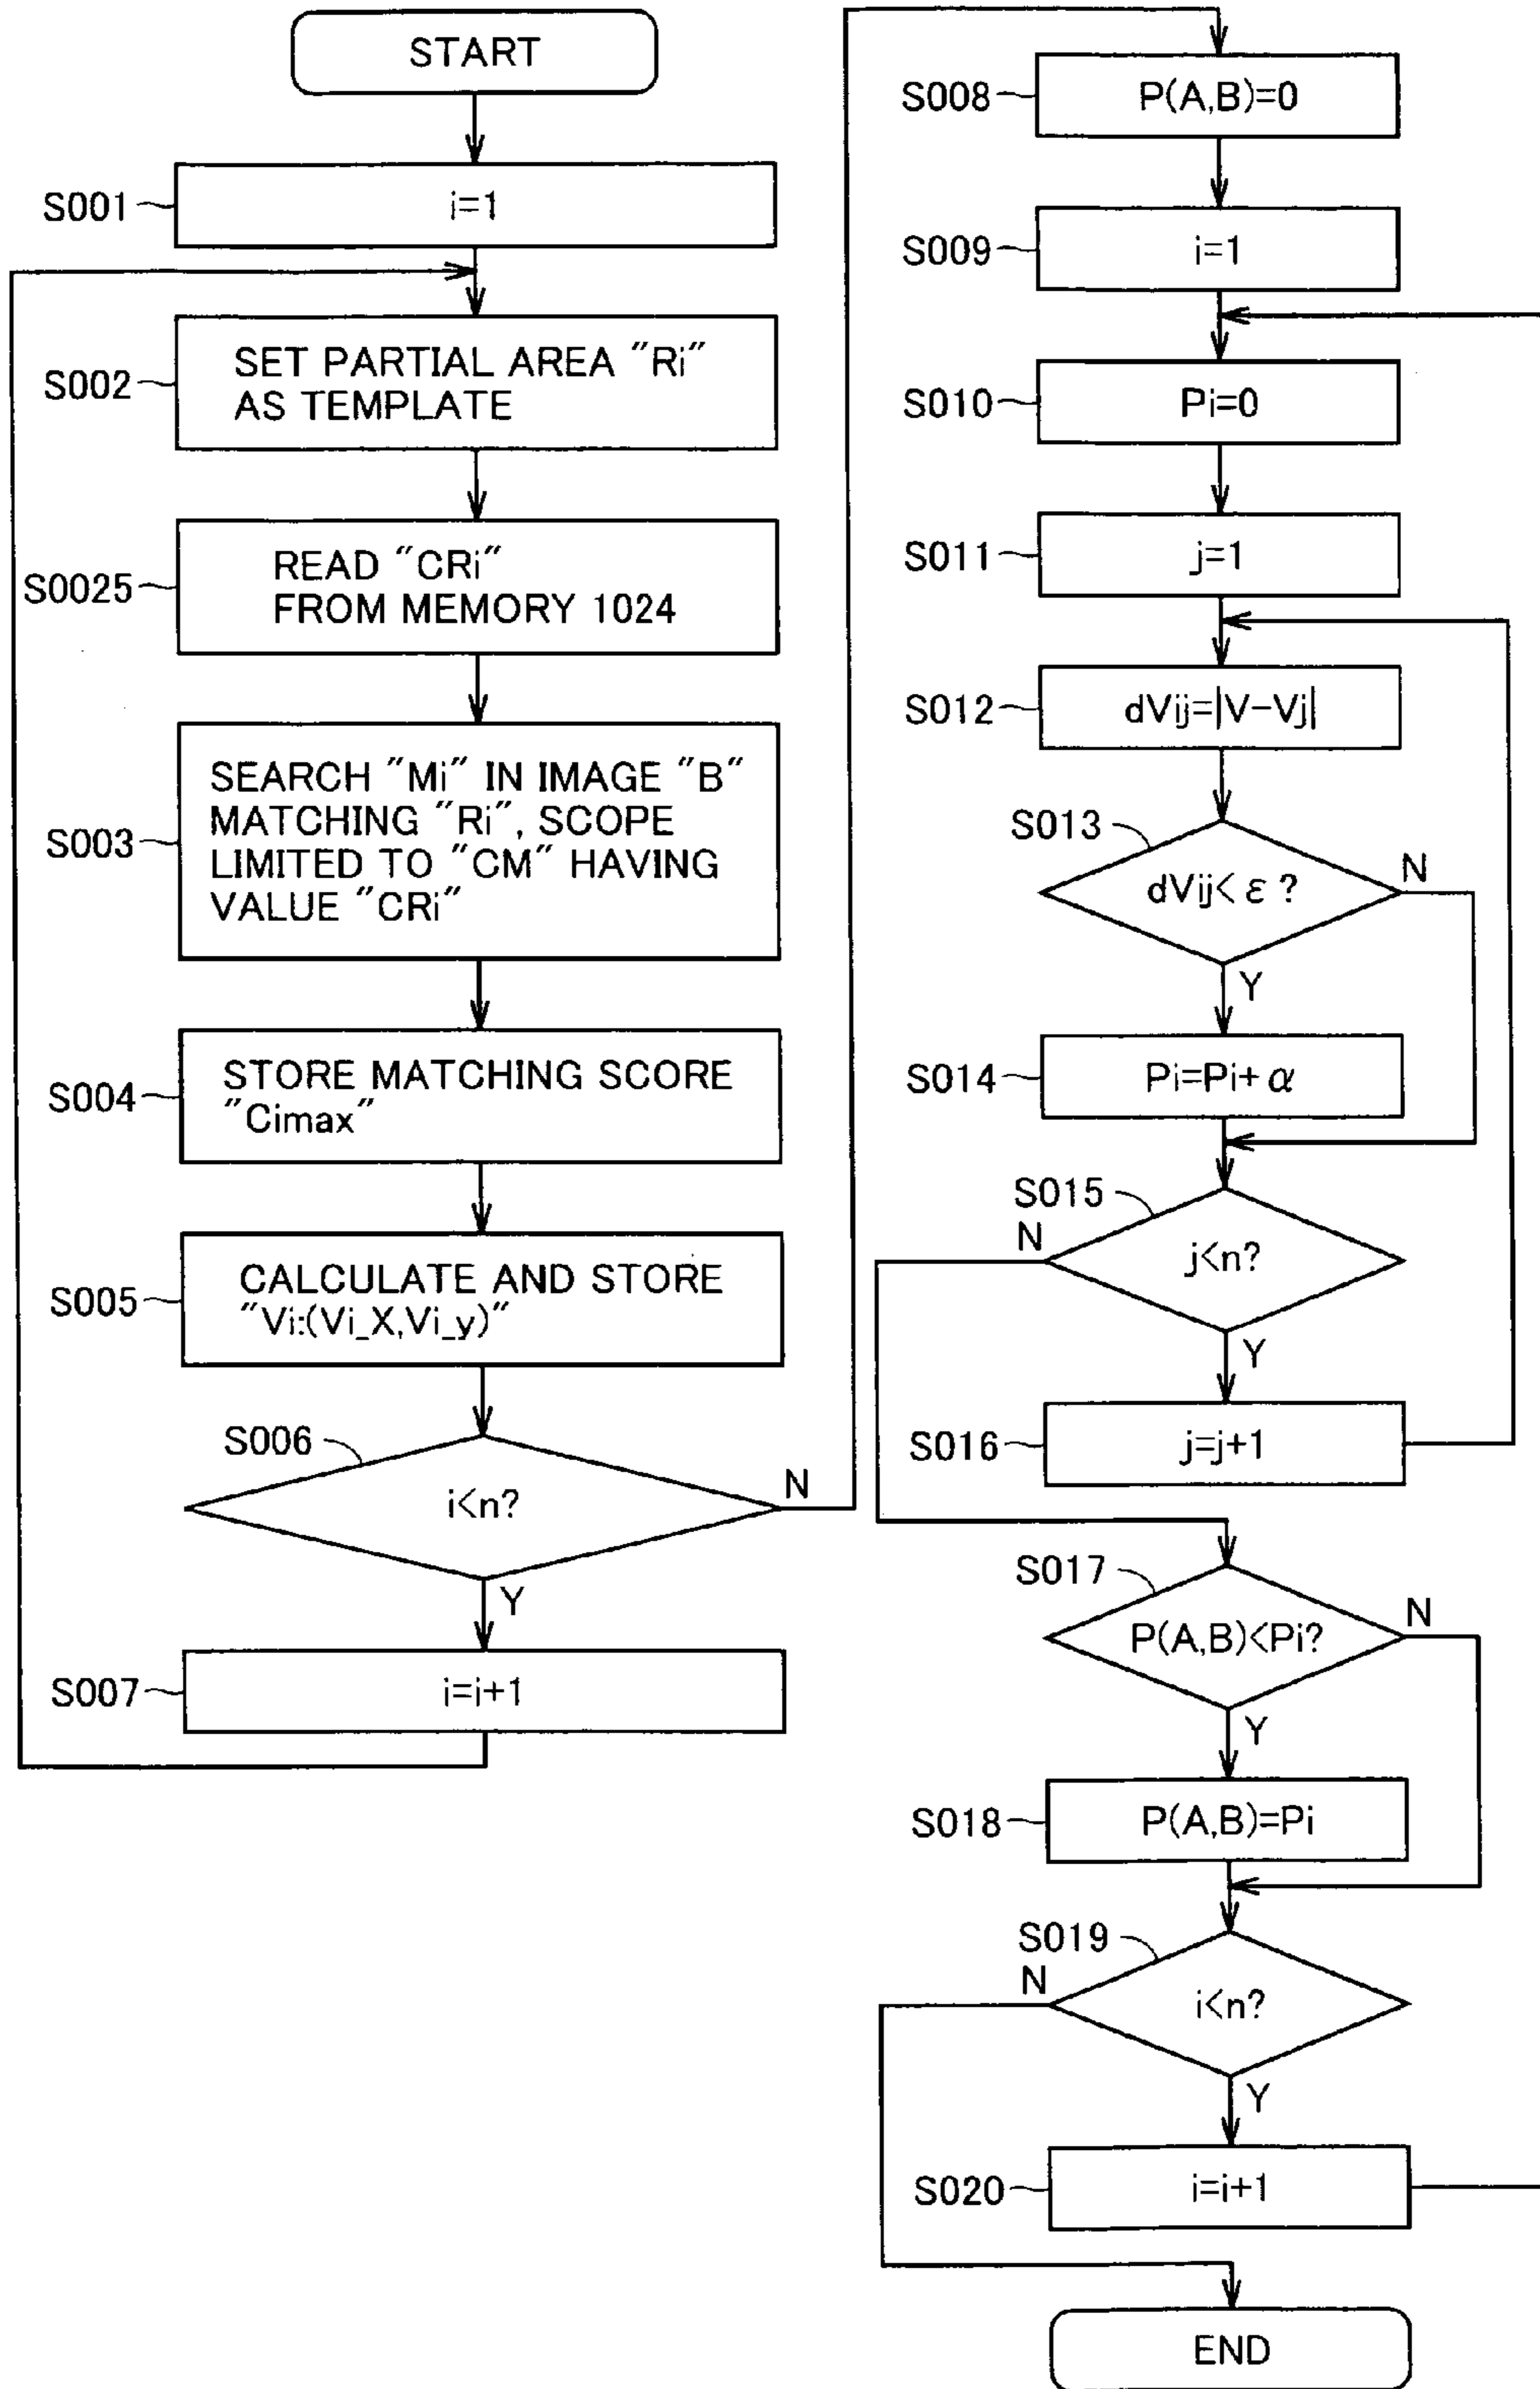 START
S001
i=1
S002
SET PARTIAL AREA "Ri"
AS TEMPLATE
S0025
READ "CRi"
FROM MEMORY 1024
S003
SEARCH "Mi" IN IMAGE "B"
MATCHING "Ri", SCOPE
LIMITED TO "CM" HAVING
VALUE "CRi"
S004
STORE MATCHING SCORE
"Cimax"
S005
CALCULATE AND STORE
"Vi:(Vi_X,Vi_y)"
S006
i<n?
N
Y
S007
i=i+1
S008
P(A,B)=0
S009
i=1
S010
Pi=0
S011
j=1
S012
dVij=|V-Vj|
S013
dVij<ε?
N
Y
S014
Pi=Pi+α
S015
N
j<n?
Y
S016
j=j+1
S017
P(A,B)<Pi?
N
Y
S018
P(A,B)=Pi
S019
N
i<n?
Y
S020
i=i+1
END